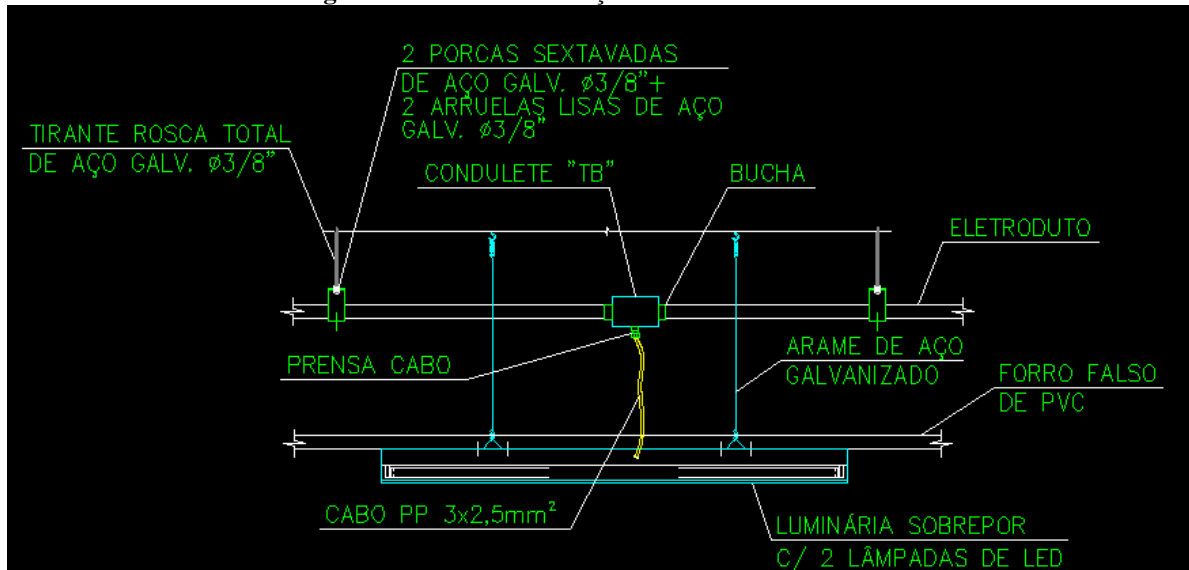 2 PORCAS SEXTAVADAS
DE AÇO GALV. ø3/8"+
2 ARRUELAS LISAS DE AÇO
GALV. ø3/8"
TIRANTE ROSCA TOTAL
DE AÇO GALV. ø3/8"
CONDULETE "TB"
BUCHA
ELETRODUTO
PRENSA CABO
ARAME DE AÇO
GALVANIZADO
FORRO FALSO
DE PVC
CABO PP 3x2,5mm²
LUMINÁRIA SOBREPOR
C/ 2 LÂMPADAS DE LED